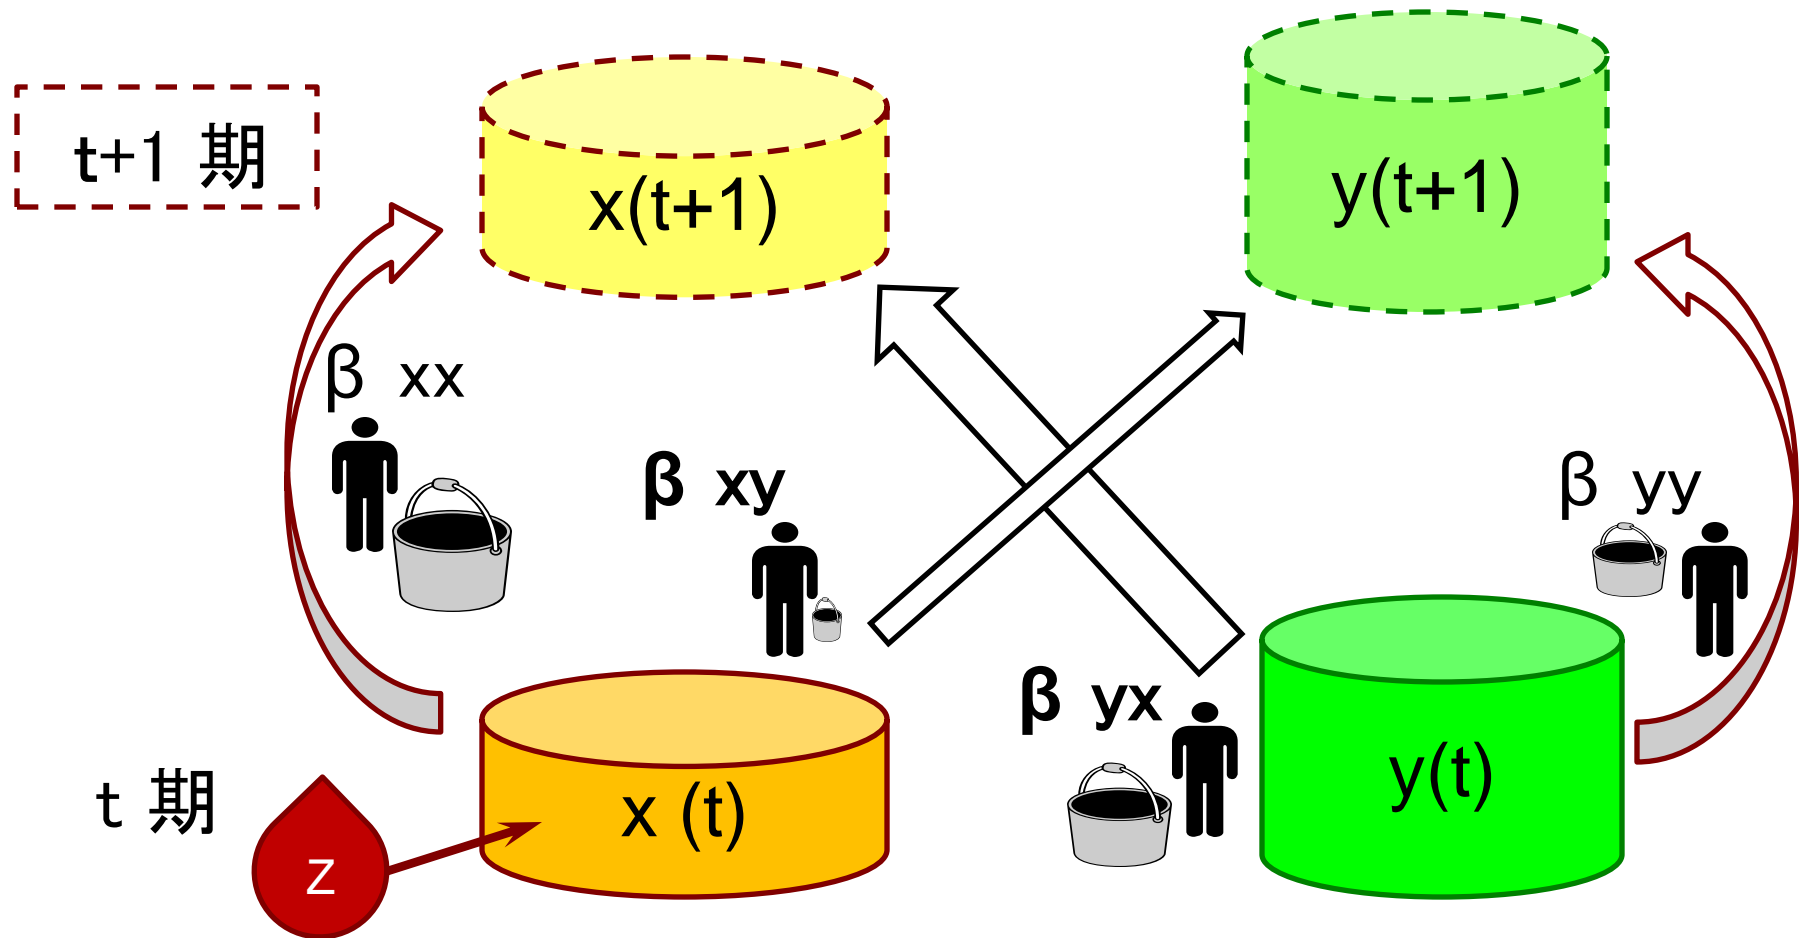 t+1 期
x(t+1)
y(t+1)
β xx
β xy
β yy
β yx
x (t)
y(t)
t 期
z